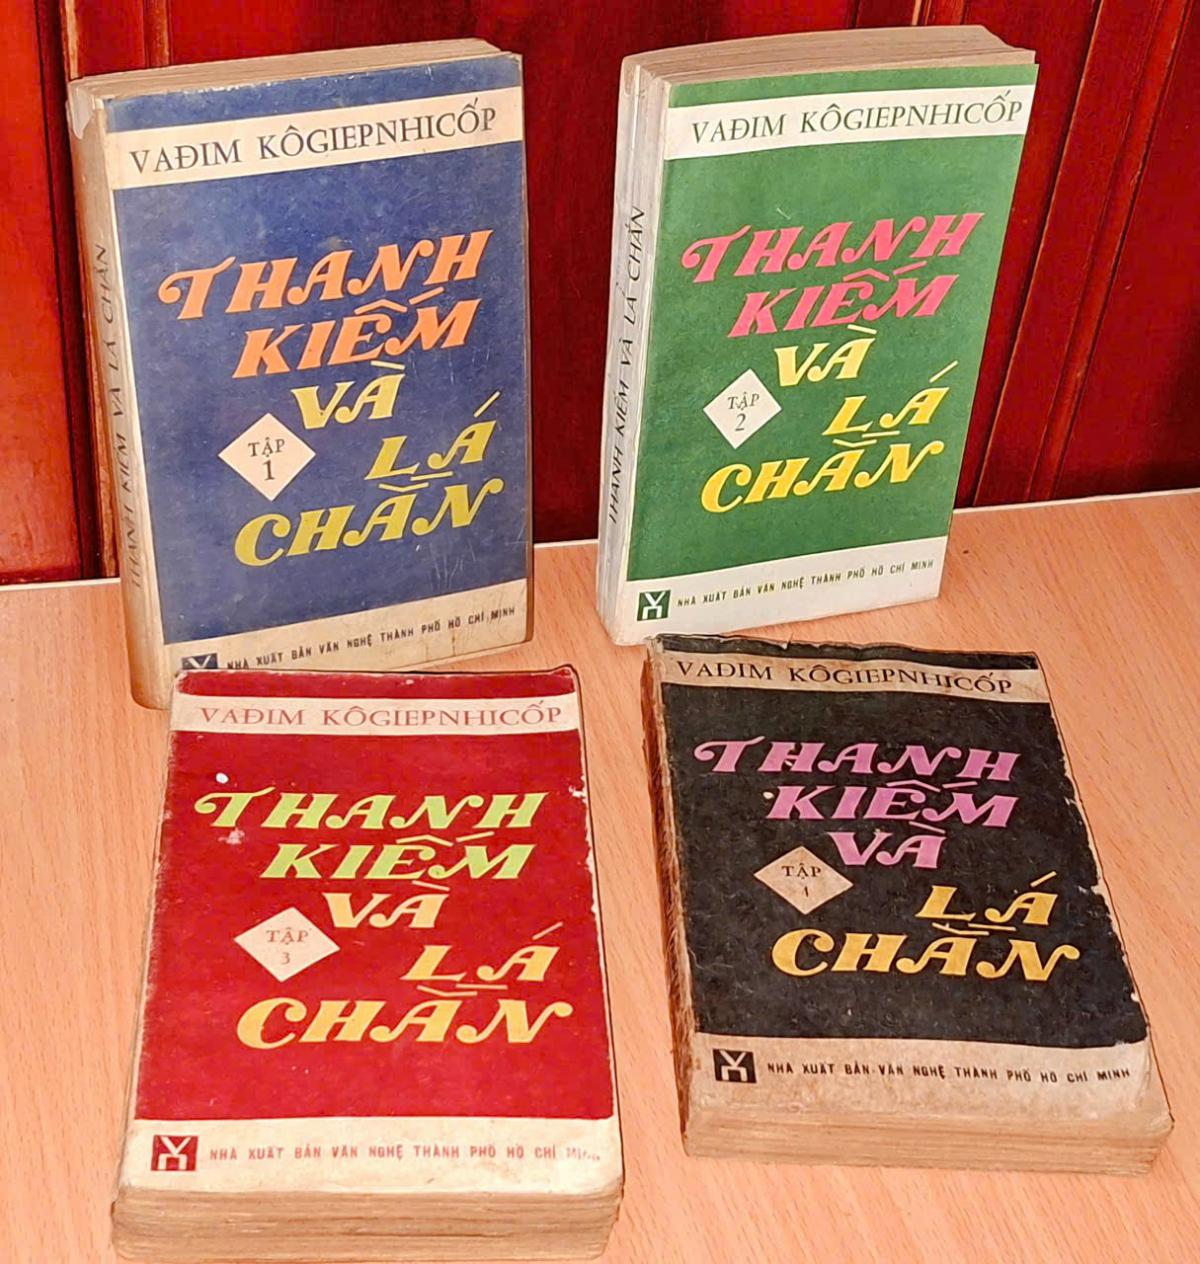 VAĐIM KÔGIEPNHICỐP
THANH
KIẾM
VÀ
LÁ
CHẮN
TẬP
1
NHÀ XUẤT BẢN VĂN NGHỆ THÀNH PHỐ HỒ CHÍ MINH
THANH KIẾM VÀ LÁ CHẮN
VAĐIM KÔGIEPNHICỐP
THANH
KIẾM
VÀ
LÁ
CHẮN
TẬP
2
NHÀ XUẤT BẢN VĂN NGHỆ THÀNH PHỐ HỒ CHÍ MINH
THANH KIẾM VÀ LÁ CHẮN
VAĐIM KÔGIEPNHICỐP
THANH
KIẾM
VÀ
LÁ
CHẮN
TẬP
3
NHÀ XUẤT BẢN VĂN NGHỆ THÀNH PHỐ HỒ CHÍ MINH
VAĐIM KÔGIEPNHICỐP
THANH
KIẾM
VÀ
LÁ
CHẮN
TẬP
NHÀ XUẤT BẢN VĂN NGHỆ THÀNH PHỐ HỒ CHÍ MINH